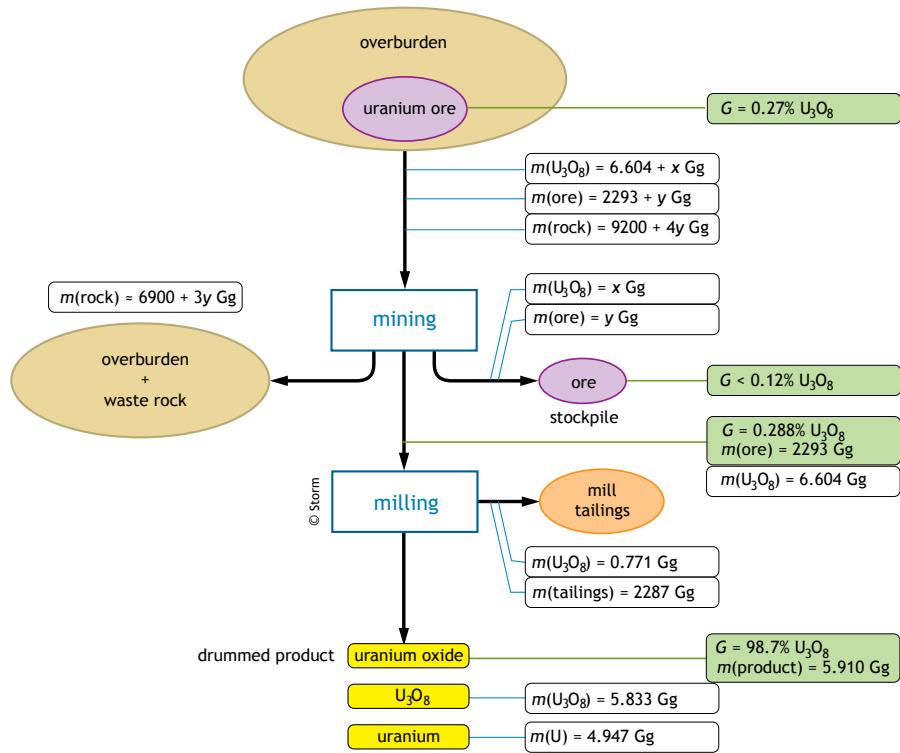 overburden
uranium ore
G = 0.27% U₃O₈
m(U₃O₈) = 6.604 + x Gg
m(ore) = 2293 + y Gg
m(rock) = 9200 + 4y Gg
m(rock) ≈ 6900 + 3y Gg
m(U₃O₈) = x Gg
m(ore) = y Gg
mining
overburden
+
waste rock
ore
stockpile
G < 0.12% U₃O₈
G = 0.288% U₃O₈
m(ore) = 2293 Gg
m(U₃O₈) = 6.604 Gg
© Storm
milling
mill
tailings
m(U₃O₈) = 0.771 Gg
m(tailings) = 2287 Gg
drummed product
uranium oxide
G = 98.7% U₃O₈
m(product) = 5.910 Gg
U₃O₈
m(U₃O₈) = 5.833 Gg
uranium
m(U) = 4.947 Gg